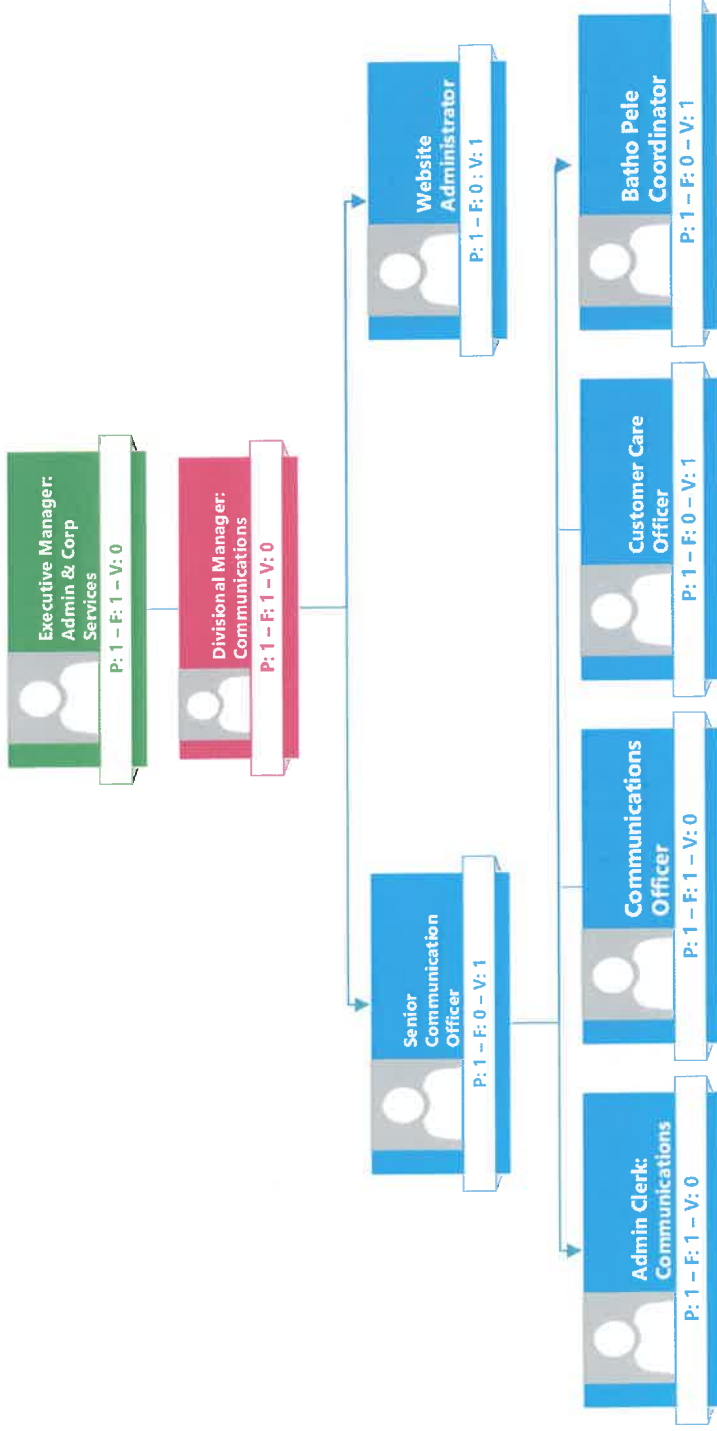 Executive Manager:
Admin & Corp
Services
P: 1 – F: 1 – V: 0
Divisional Manager:
Communications
P: 1 – F: 1 – V: 0
Senior
Communication
Officer
P: 1 – F: 0 – V: 1
Website
Administrator
P: 1 – F: 0 : V: 1
Admin Clerk:
Communications
P: 1 – F: 1 – V: 0
Communications
Officer
P: 1 – F: 1 – V: 0
Customer Care
Officer
P: 1 – F: 0 – V: 1
Batho Pele
Coordinator
P: 1 – F: 0 – V: 1